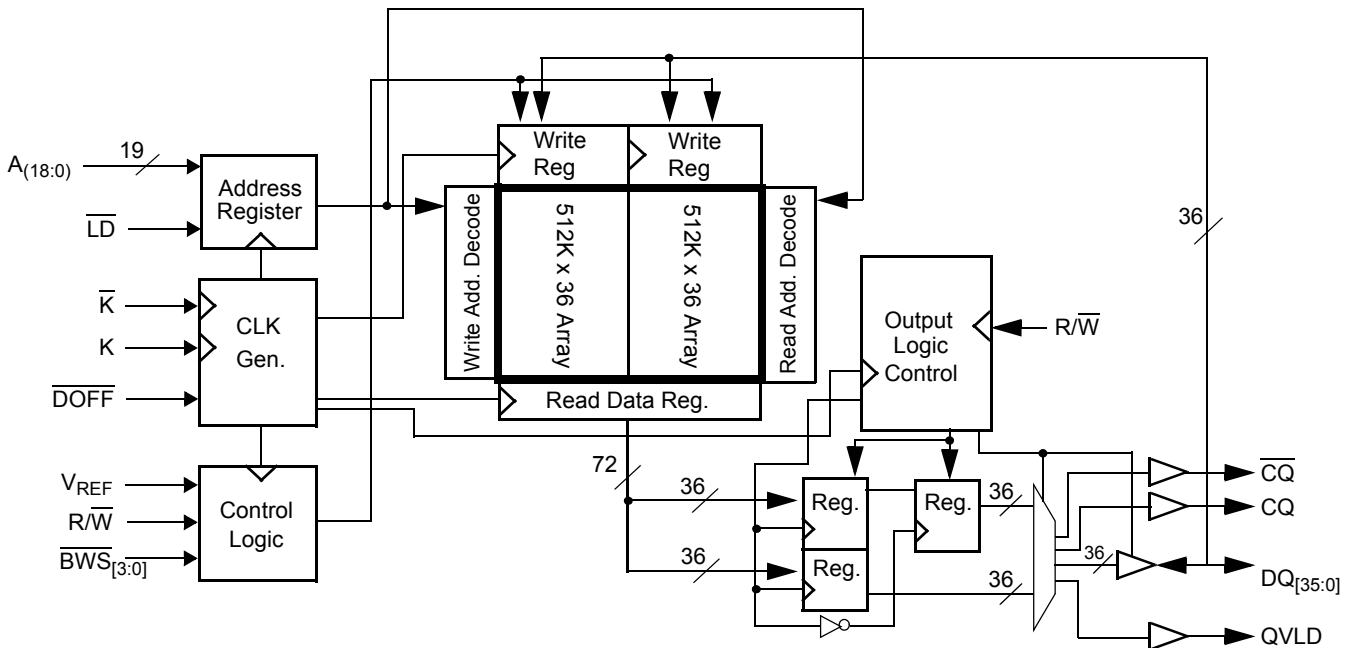 A(18:0)
19
LD
K
K
DOFF
VREF
R/W
BWS[3:0]
Address
Register
CLK
Gen.
Control
Logic
Write
Reg
Write
Reg
Write Add. Decode
512K x 36 Array
512K x 36 Array
Read Add. Decode
Read Data Reg.
72
36
36
Output
Logic
Control
R/W
36
Reg.
Reg.
Reg.
36
36
36
CQ
CQ
DQ[35:0]
QVLD